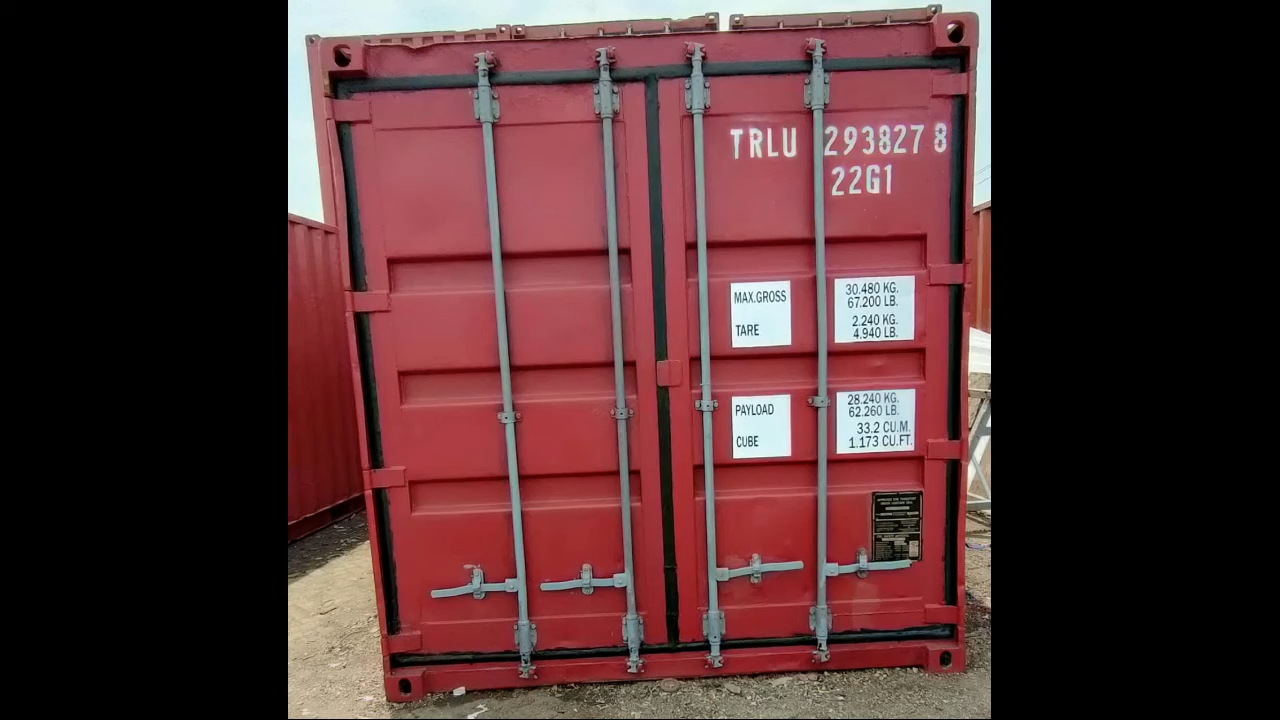 TRLU 293827 8
22G1
MAX.GROSS 30.480 KG.
67.200 LB.
TARE 2.240 KG.
4.940 LB.
PAYLOAD 28.240 KG.
62.260 LB.
CUBE 33.2 CU.M.
1.173 CU.FT.